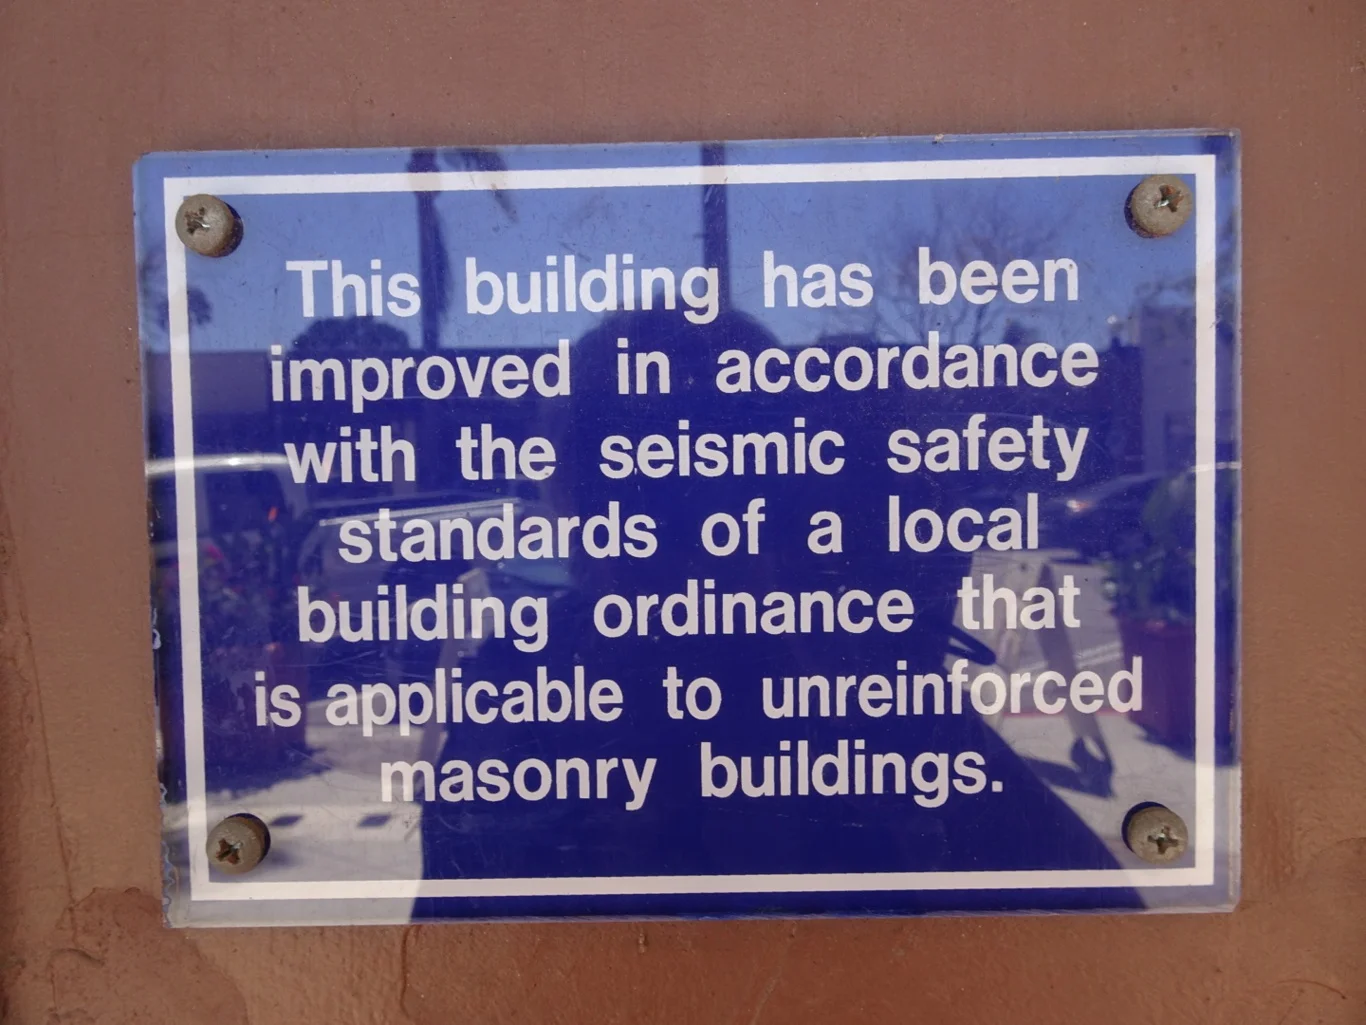 This building has been
improved in accordance
with the seismic safety
standards of a local
building ordinance that
is applicable to unreinforced
masonry buildings.